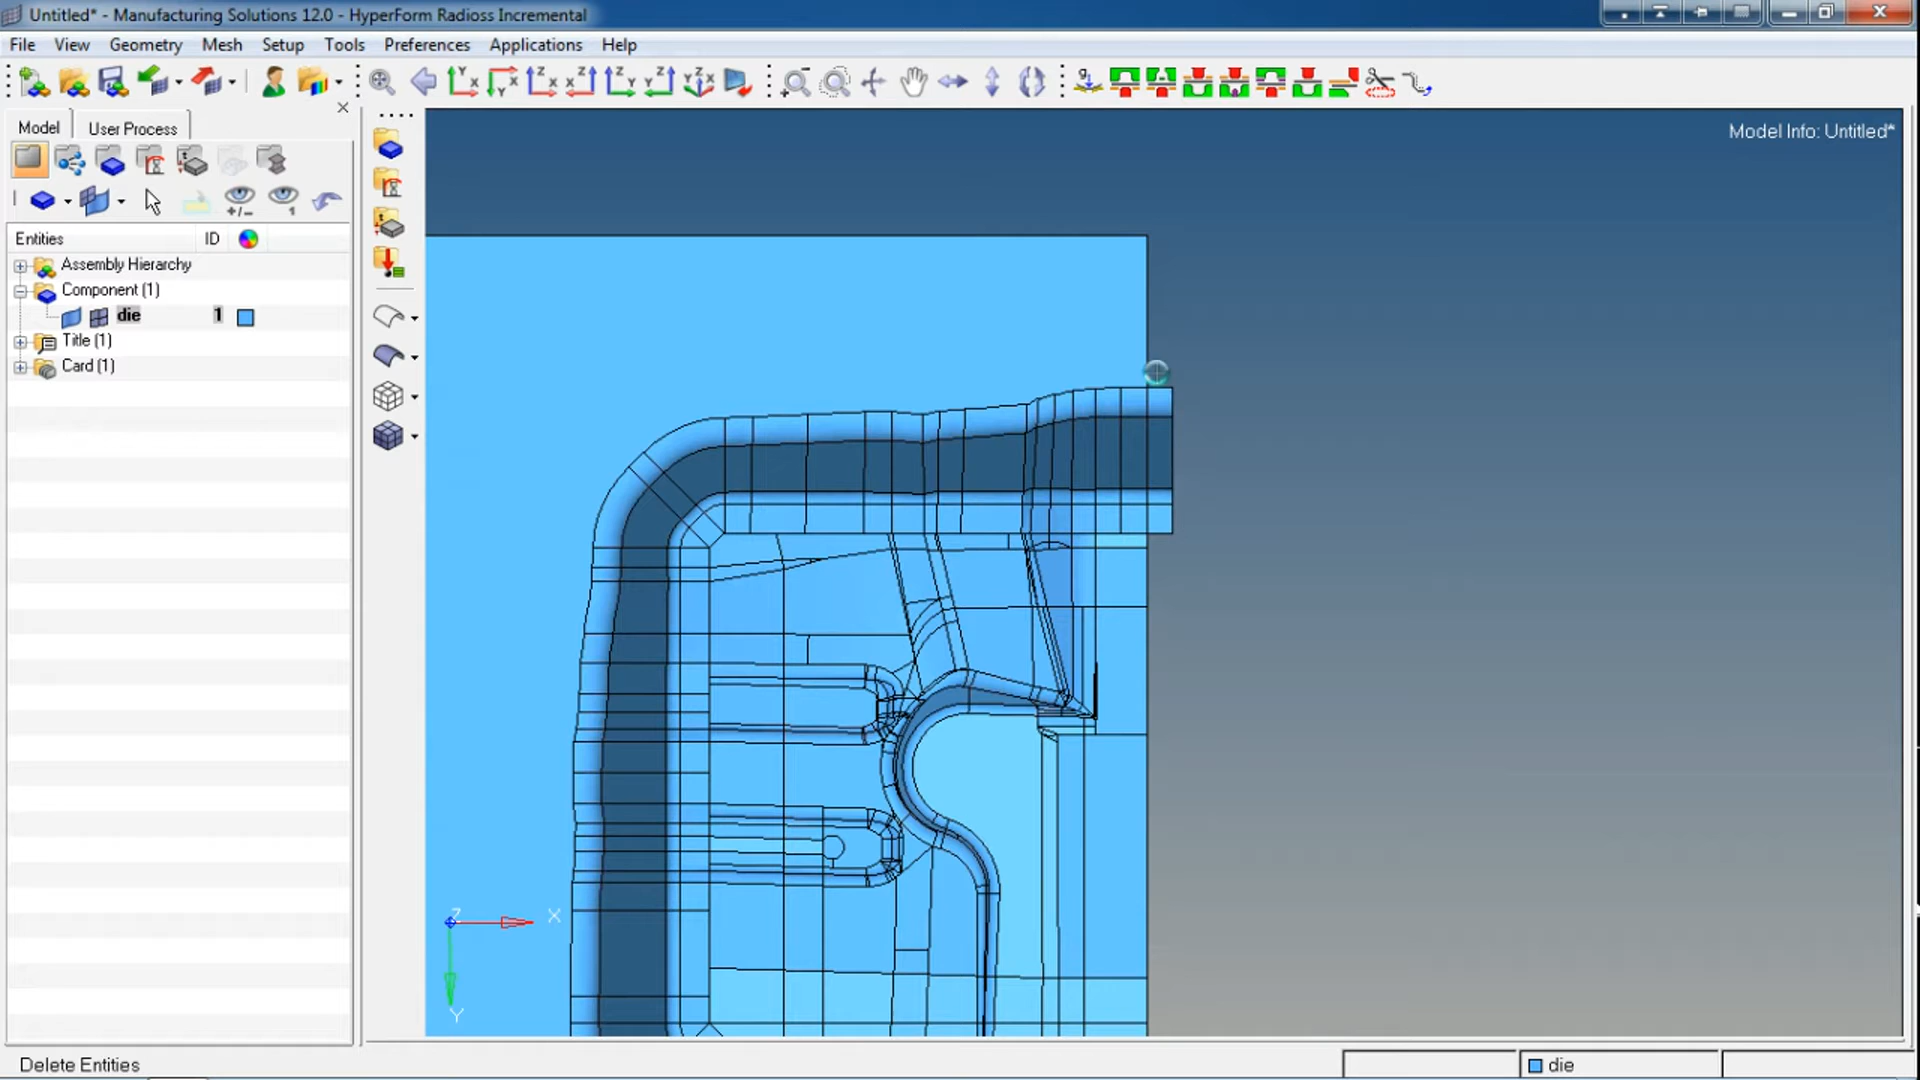 Untitled* - Manufacturing Solutions 12.0 - HyperForm Radioss Incremental
File View Geometry Mesh Setup Tools Preferences Applications Help
Model User Process
Model Info: Untitled*
Entities ID
Assembly Hierarchy
Component (1)
die 1
Title (1)
Card (1)
Z X
Y
Delete Entities die